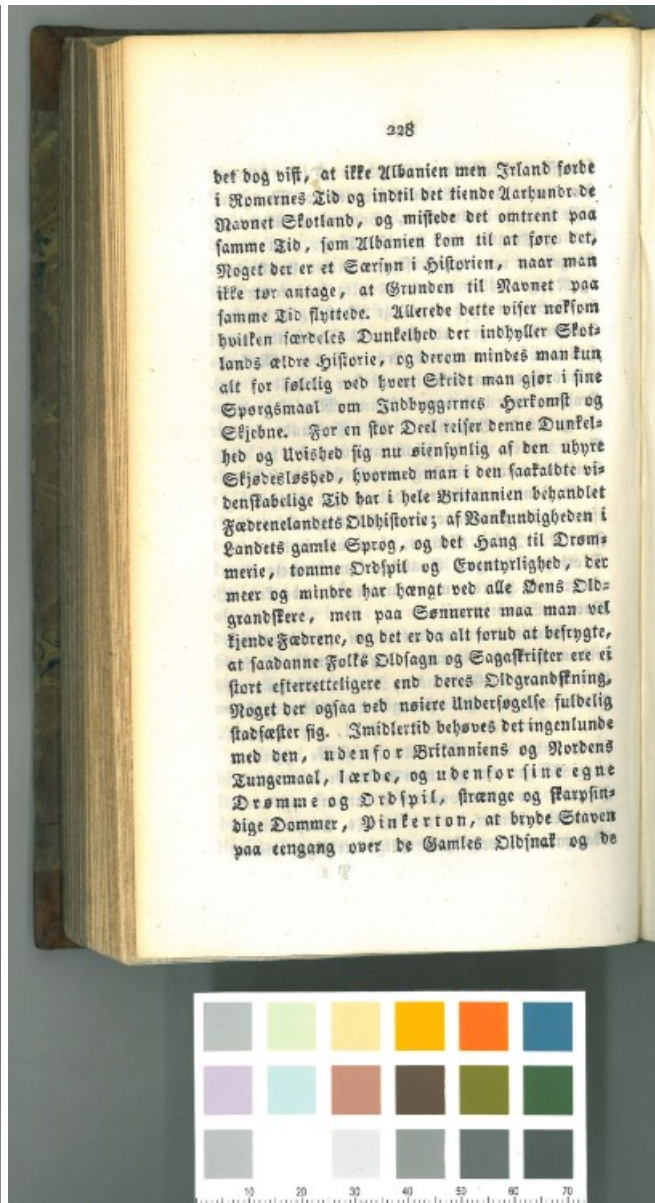 228
det dog vist, at ikke Albanien men Irland førde
i Romernes Tid og indtil det tiende Aarhundrede
Navnet Skotland, og mistede det omtrent paa
samme Tid, som Albanien kom til at føre det,
Noget der er et Særsyn i Historien, naar man
ikke tør antage, at Grunden til Navnet paa
samme Tid flyttede. Allerede dette viser noksom
hvilken særdeles Dunkelhed der indhyller Skot-
lands ældre Historie, og derom mindes man kun
alt for følelig ved hvert Skridt man gjør i sine
Spørgsmaal om Indbyggernes Herkomst og
Skjebne. For en stor Deel reiser denne Dunkel-
hed og Uvished sig nu øiensynlig af den uhyre
Skjødesløshed, hvormed man i den saakaldte vi-
denskabelige Tid har i hele Britannien behandlet
Fædrenelandets Oldhistorie; af Vankundigheden i
Landets gamle Sprog, og det Hang til Drøm-
merie, tomme Ordspil og Eventyrlighed, der
meer og mindre har hængt ved alle Øens Old-
grandskere, men paa Sønnerne maa man vel
kjende Fædrene, og det er da alt forud at befrygte,
at saadanne Folks Oldsagn og Sagaskrifter ere ei
stort efterretteligere end deres Oldgranskning,
Noget der ogsaa ved nøiere Undersøgelse fuldelig
stadfæster sig. Imidlertid behøves det ingenlunde
med den, udenfor Britanniens og Nordens
Tungemaal, lærde, og udenfor sine egne
Drømme og Ordspil, strænge og skarpsin-
dige Dommer, Pinkerton, at bryde Staven
paa eengang over de Gamles Oldsnak og de
10 20 30 40 50 60 70